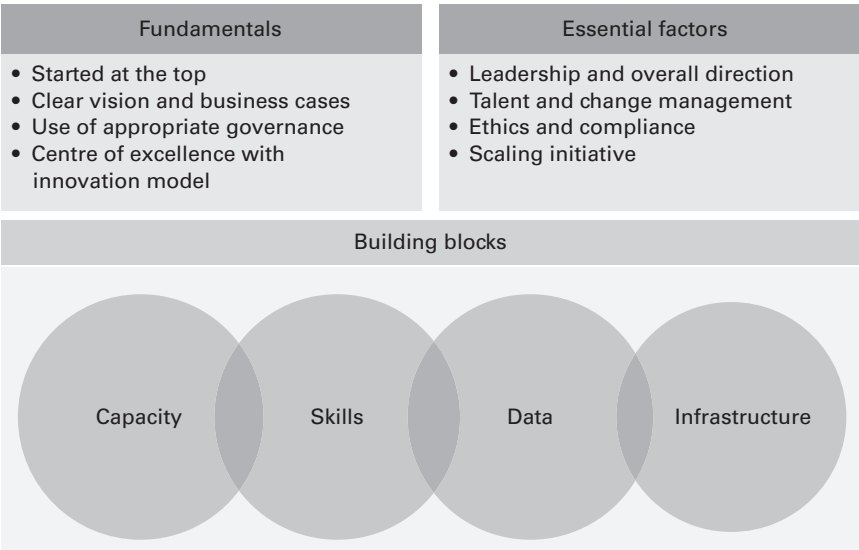 Fundamentals
• Started at the top
• Clear vision and business cases
• Use of appropriate governance
• Centre of excellence with
innovation model
Essential factors
• Leadership and overall direction
• Talent and change management
• Ethics and compliance
• Scaling initiative
Building blocks
Capacity
Skills
Data
Infrastructure